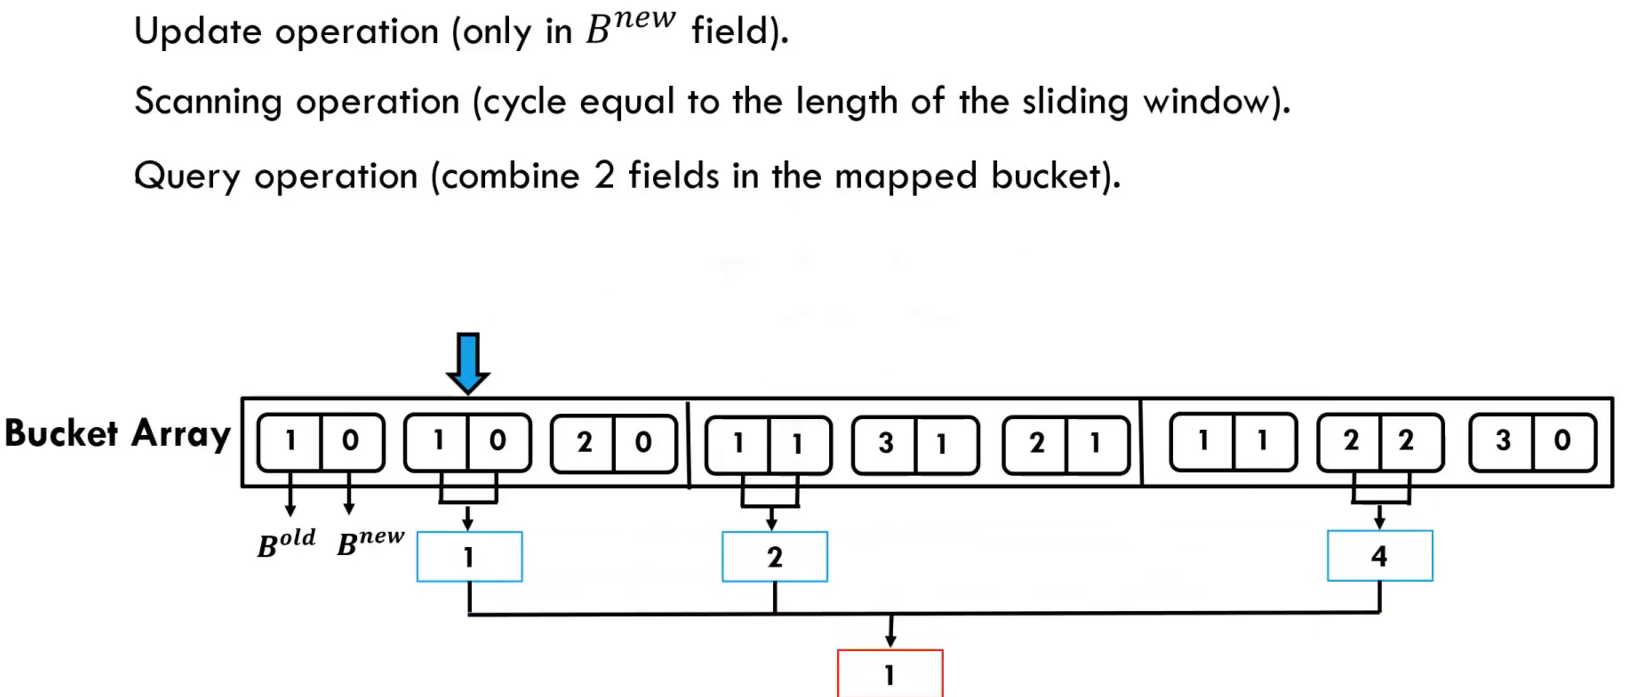 Update operation (only in B^new field).
Scanning operation (cycle equal to the length of the sliding window).
Query operation (combine 2 fields in the mapped bucket).
Bucket Array 1 0 1 0 2 0 1 1 3 1 2 1 1 1 2 2 3 0
B^old B^new 1 2 4
1